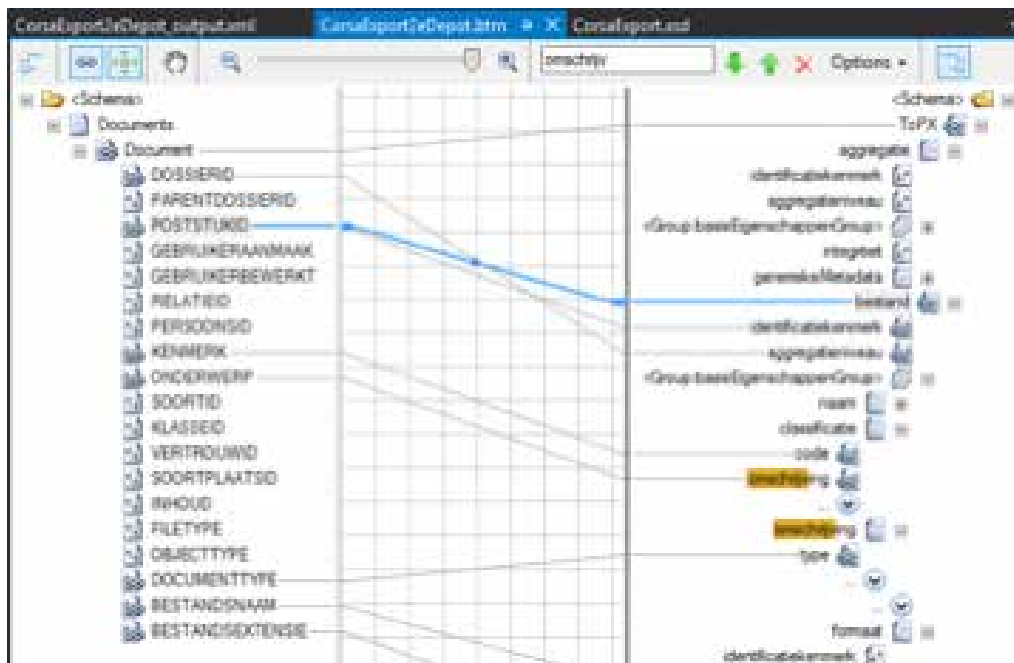 CorsaExport2eDepot_output.xml CorsaExport2eDepot.btm CorsaExport.xsd
omschrijv Options
<Schema> <Schema>
Documents ToPX
Document aggregatie
DOSSIERID identificatiekenmerk
PARENTDOSSIERID aggregatieniveau
POSTSTUKID <Group:basisEigenschappenGroup>
GEBRUIKERAANMAAK integriteit
GEBRUIKERBEWERKT generiekeMetadata
RELATIEID bestand
PERSOONSID identificatiekenmerk
KENMERK aggregatieniveau
ONDERWERP <Group:basisEigenschappenGroup>
SOORTID naam
KLASSEID classificatie
VERTROUWID code
SOORTPLAATSID omschrijving
INHOUD ...
FILETYPE omschrijving
OBJECTTYPE type
DOCUMENTTYPE ...
BESTANDSNAAM ...
BESTANDSEXTENSIE formaat
identificatiekenmerk